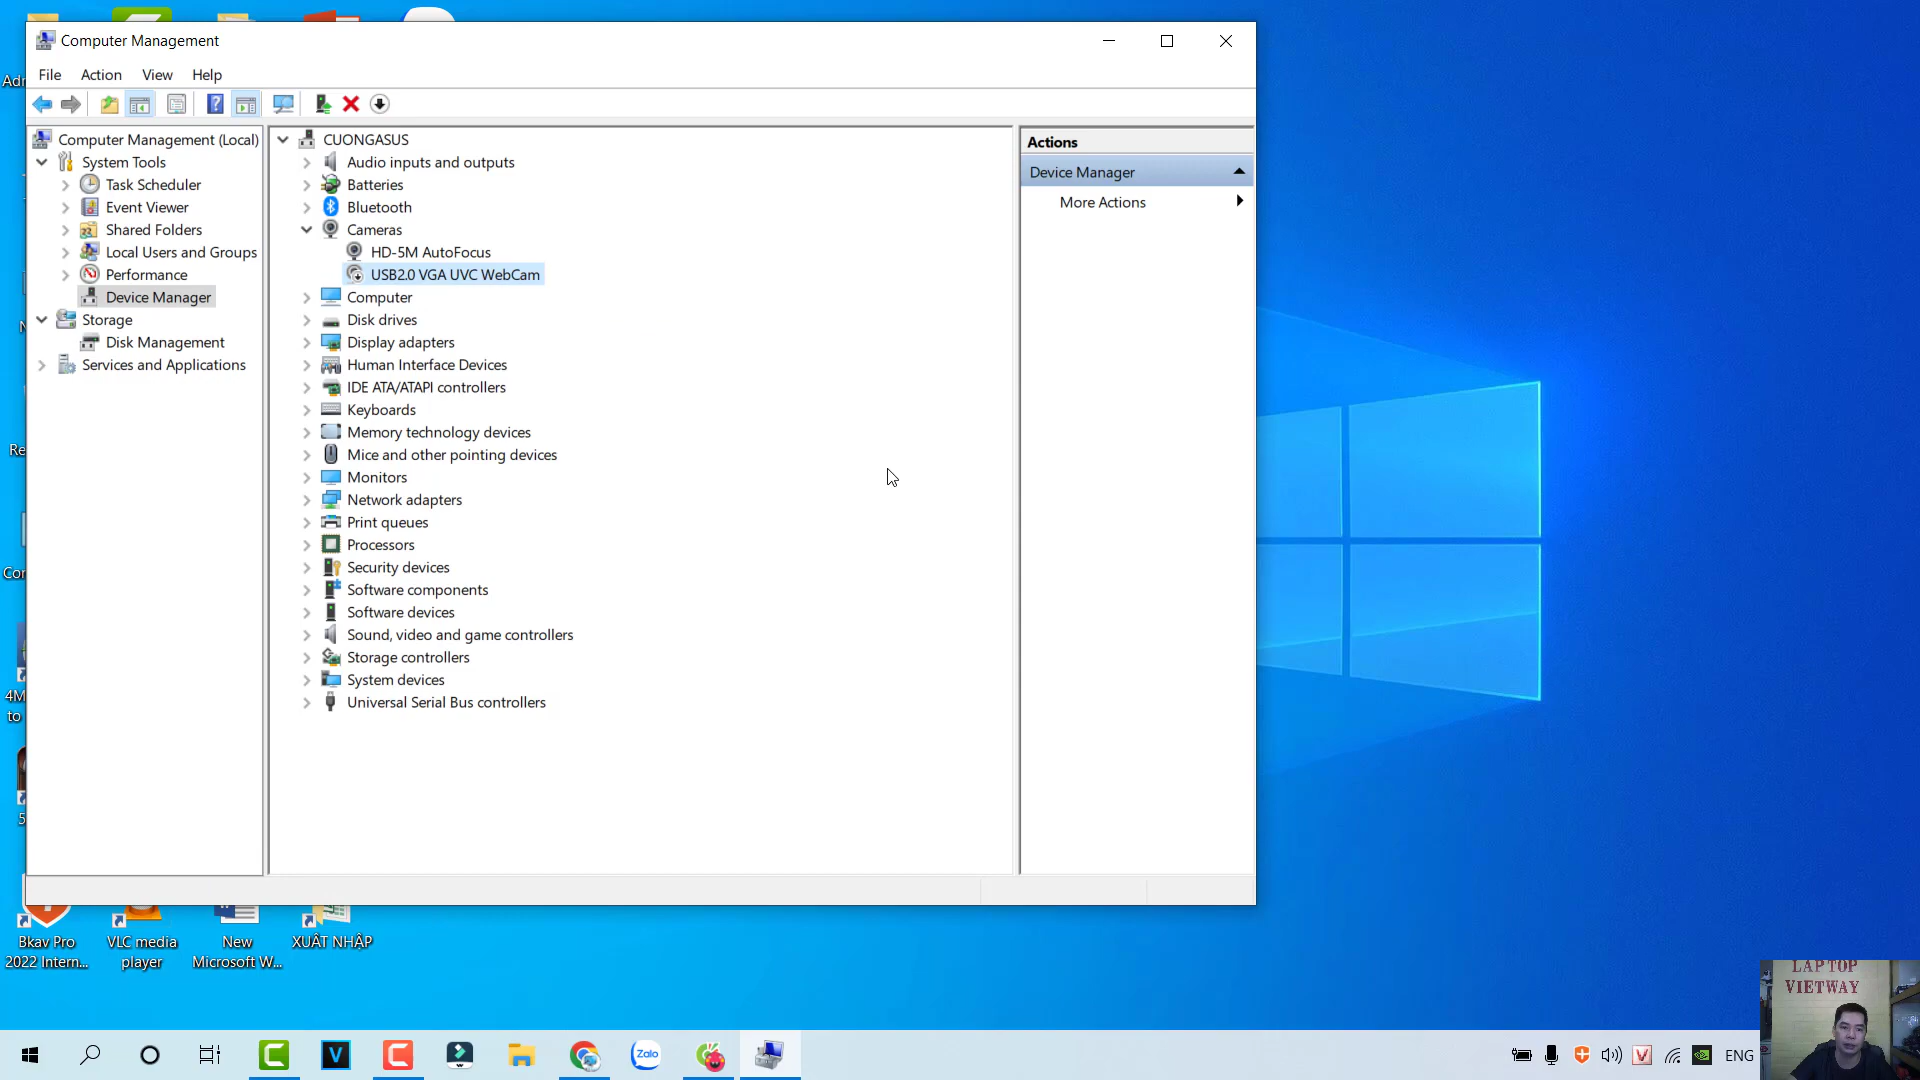 Computer Management
File Action View Help
Computer Management (Local)
System Tools
Task Scheduler
Event Viewer
Shared Folders
Local Users and Groups
Performance
Device Manager
Storage
Disk Management
Services and Applications
CUONGASUS
Audio inputs and outputs
Batteries
Bluetooth
Cameras
HD-5M AutoFocus
USB2.0 VGA UVC WebCam
Computer
Disk drives
Display adapters
Human Interface Devices
IDE ATA/ATAPI controllers
Keyboards
Memory technology devices
Mice and other pointing devices
Monitors
Network adapters
Print queues
Processors
Security devices
Software components
Software devices
Sound, video and game controllers
Storage controllers
System devices
Universal Serial Bus controllers
Actions
Device Manager
More Actions
to
Bkav Pro
2022 Intern...
VLC media
player
New
Microsoft W...
XUẤT NHẬP
LAPTOP
VIETWAY
Zalo
ENG